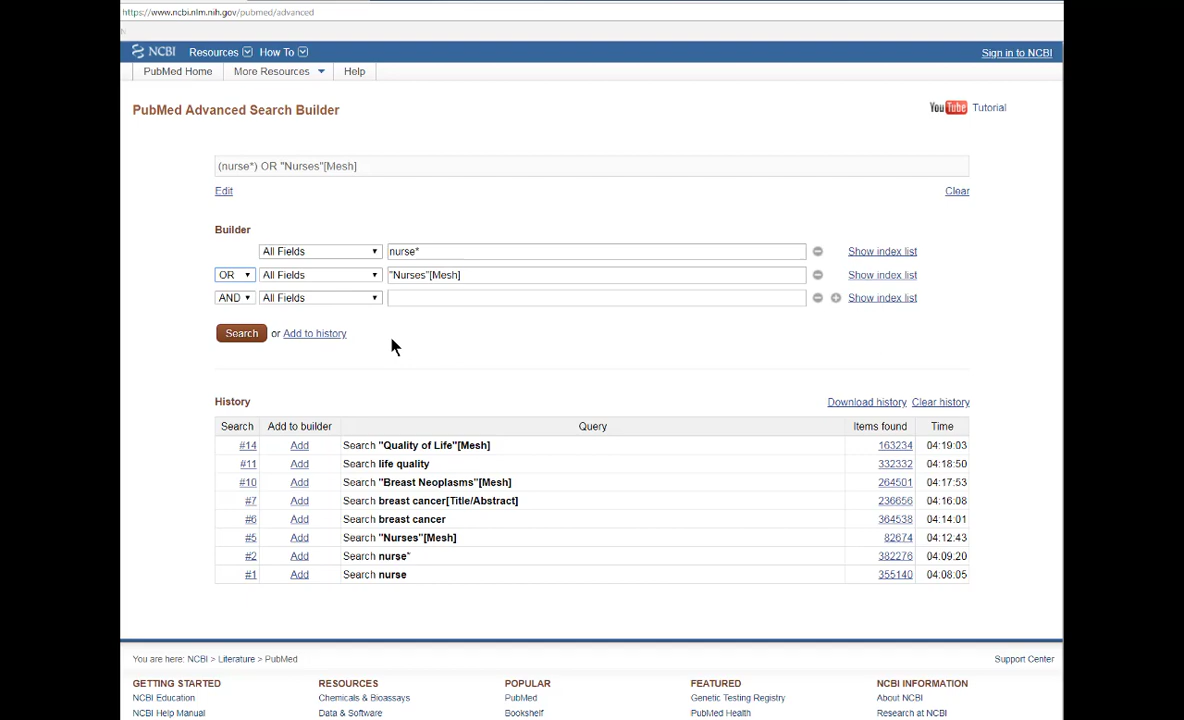 https://www.ncbi.nlm.nih.gov/pubmed/advanced
NCBI Resources How To Sign in to NCBI
PubMed Home More Resources Help
PubMed Advanced Search Builder YouTube Tutorial
(nurse*) OR "Nurses"[Mesh]
Edit Clear
Builder
All Fields nurse* Show index list
OR All Fields "Nurses"[Mesh] Show index list
AND All Fields Show index list
Search or Add to history
History Download history Clear history
Search Add to builder Query Items found Time
#14 Add Search "Quality of Life"[Mesh] 163234 04:19:03
#11 Add Search life quality 332332 04:18:50
#10 Add Search "Breast Neoplasms"[Mesh] 264501 04:17:53
#7 Add Search breast cancer[Title/Abstract] 236656 04:16:08
#6 Add Search breast cancer 364538 04:14:01
#5 Add Search "Nurses"[Mesh] 82674 04:12:43
#2 Add Search nurse* 382276 04:09:20
#1 Add Search nurse 355140 04:08:05
You are here: NCBI > Literature > PubMed Support Center
GETTING STARTED RESOURCES POPULAR FEATURED NCBI INFORMATION
NCBI Education Chemicals & Bioassays PubMed Genetic Testing Registry About NCBI
NCBI Help Manual Data & Software Bookshelf PubMed Health Research at NCBI